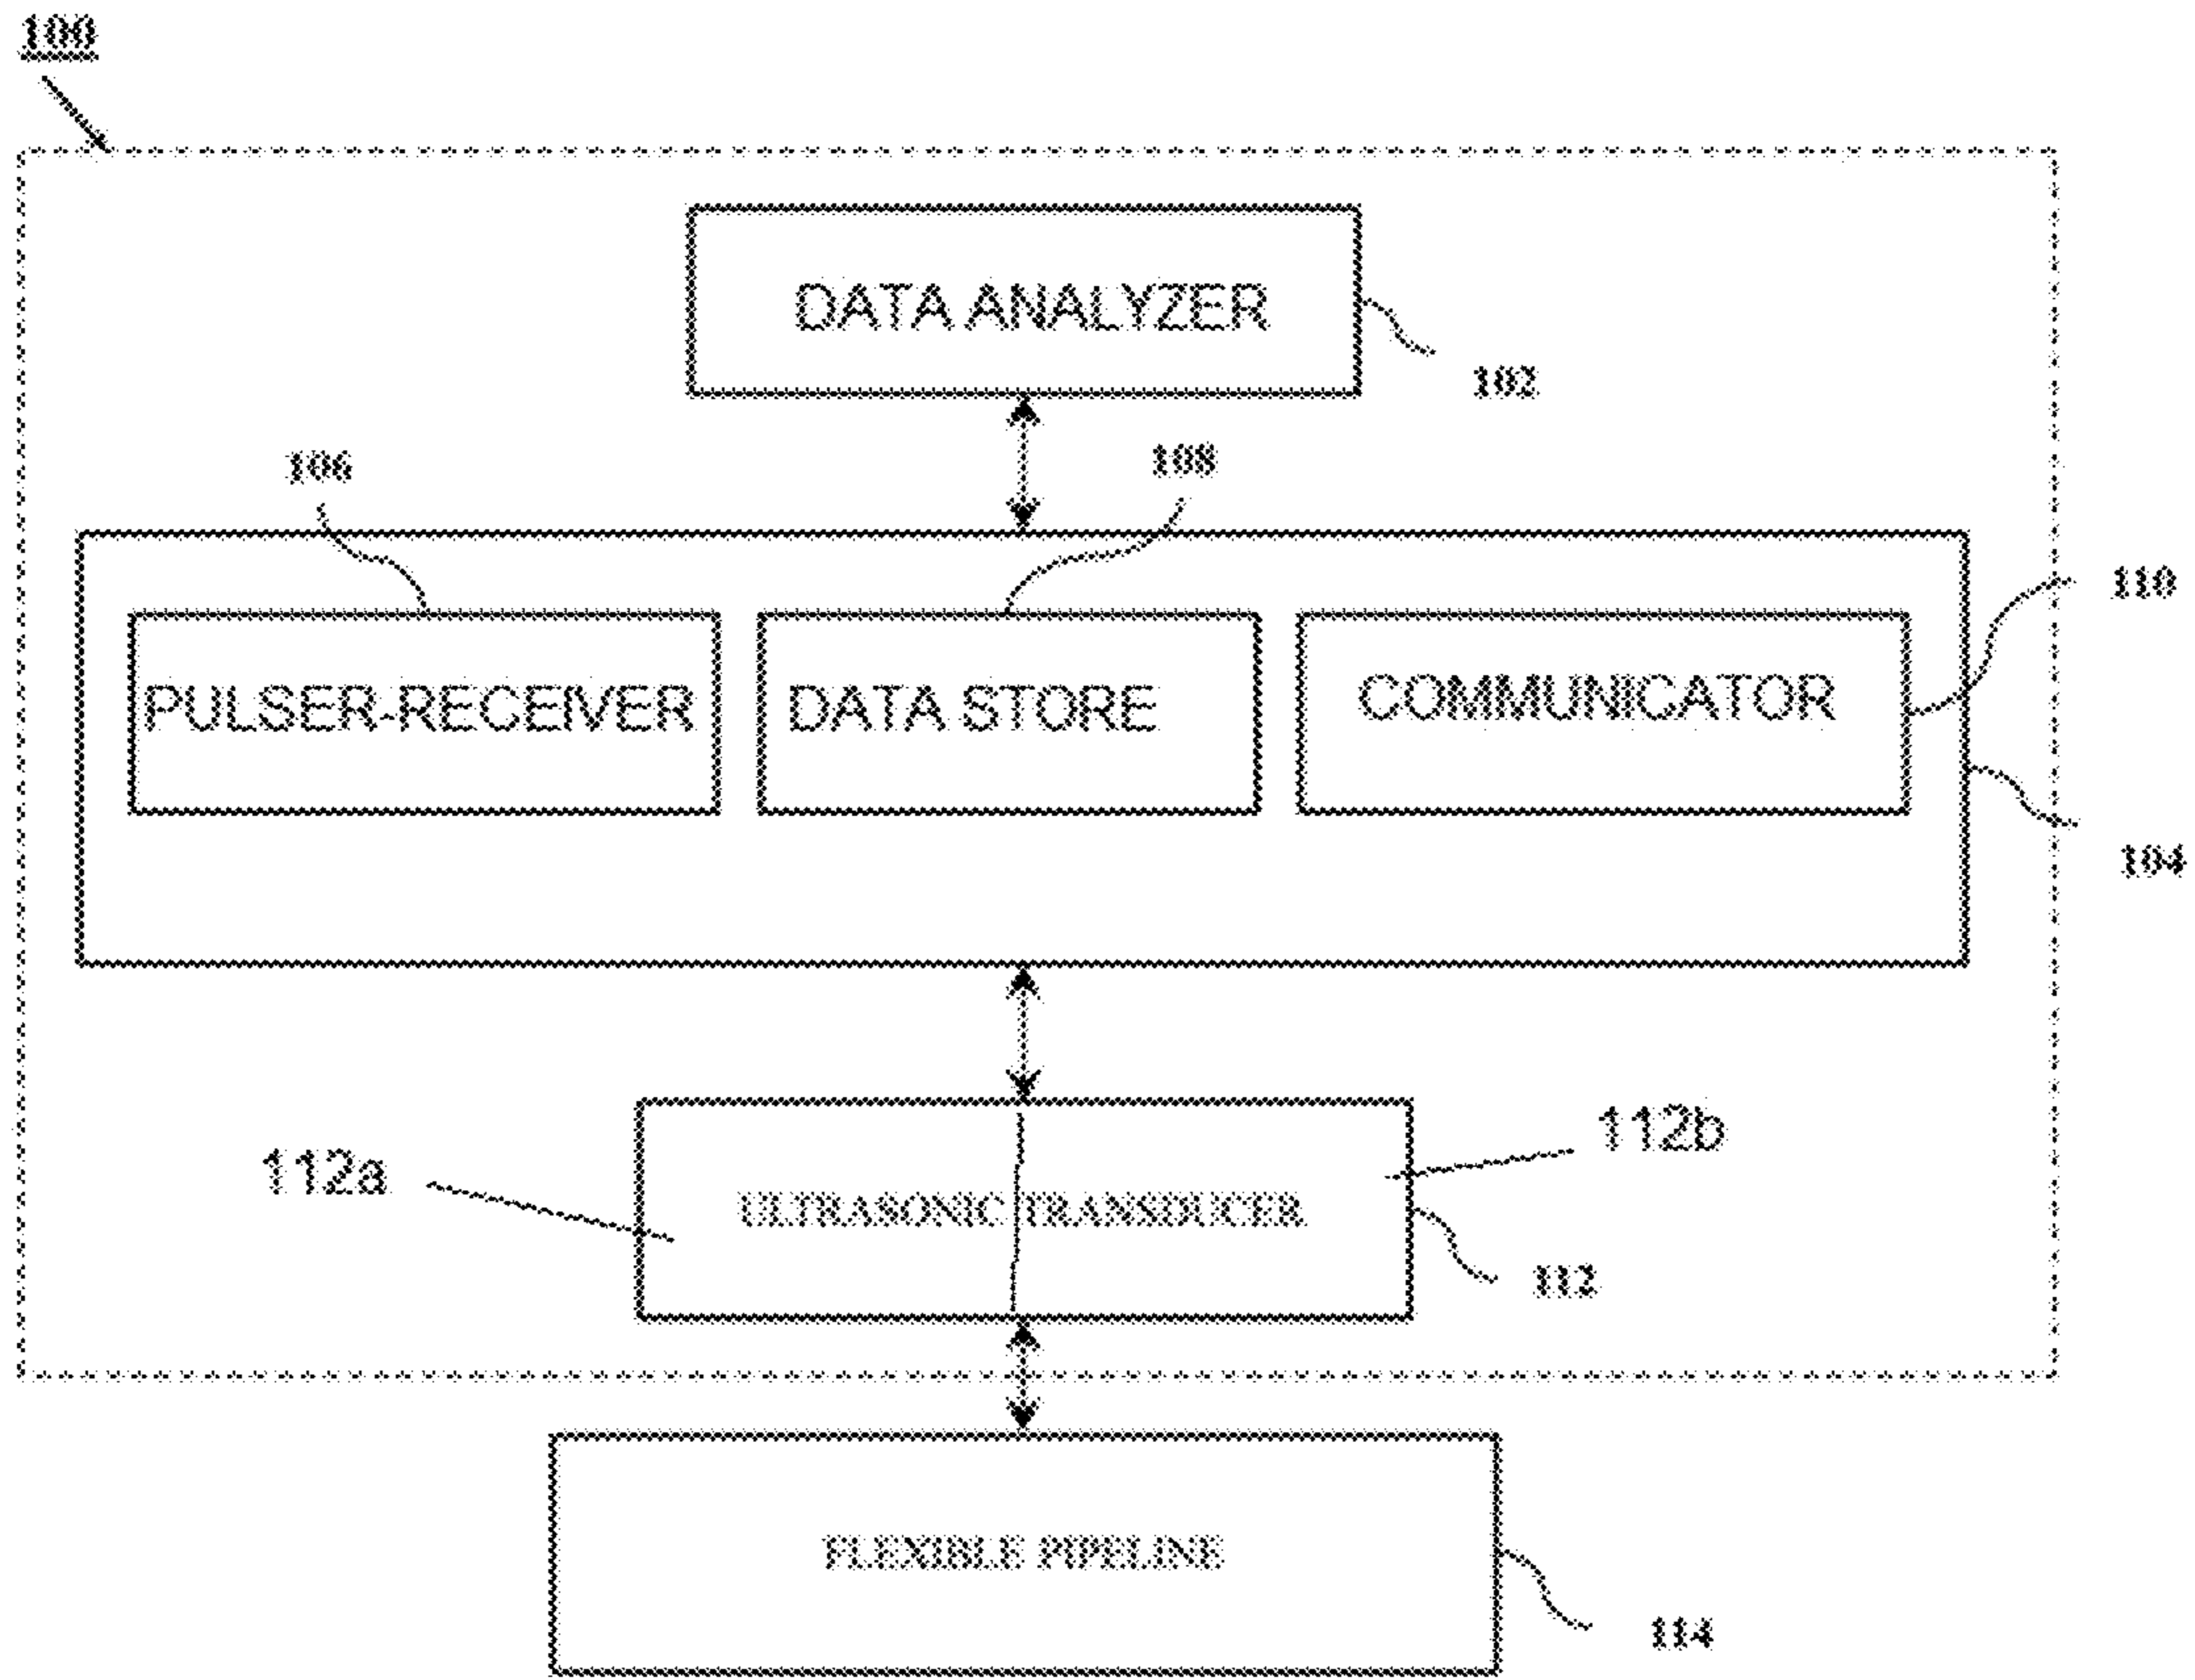 100
DATA ANALYZER
102
106
108
110
PULSER-RECEIVER
DATA STORE
COMMUNICATOR
104
112a
112b
ULTRASONIC TRANSDUCER
112
FLEXIBLE PIPELINE
114